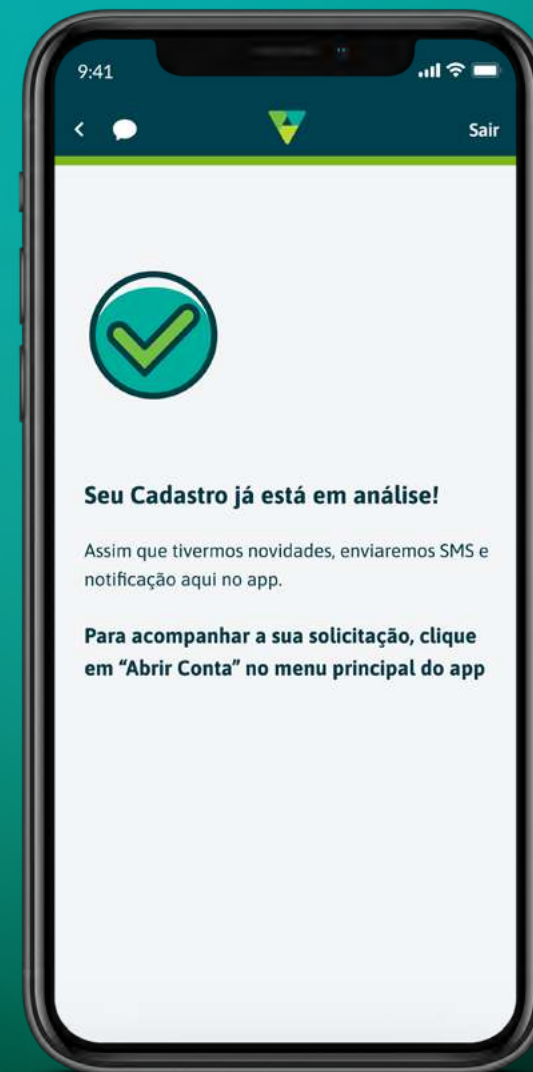 9:41
Sair
Seu Cadastro já está em análise!
Assim que tivermos novidades, enviaremos SMS e
notificação aqui no app.
Para acompanhar a sua solicitação, clique
em “Abrir Conta” no menu principal do app